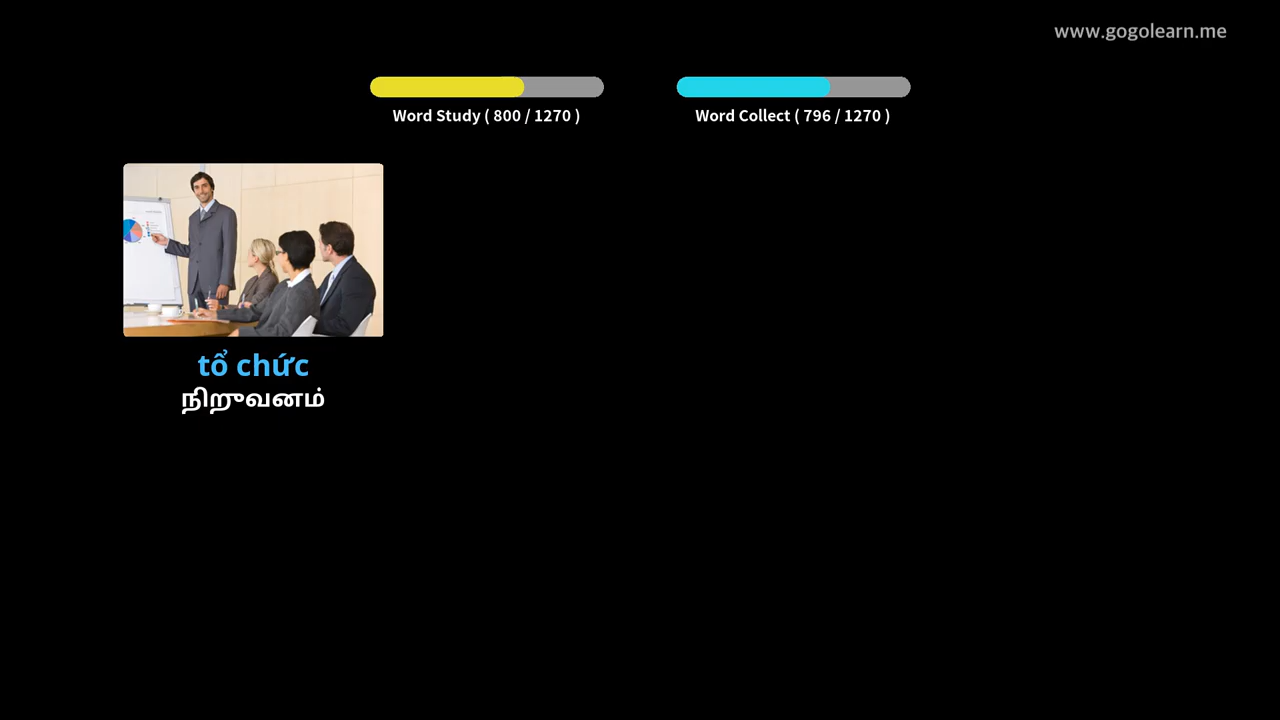 www.gogolearn.me
Word Study ( 800 / 1270 )
Word Collect ( 796 / 1270 )
tổ chức
நிறுவனம்